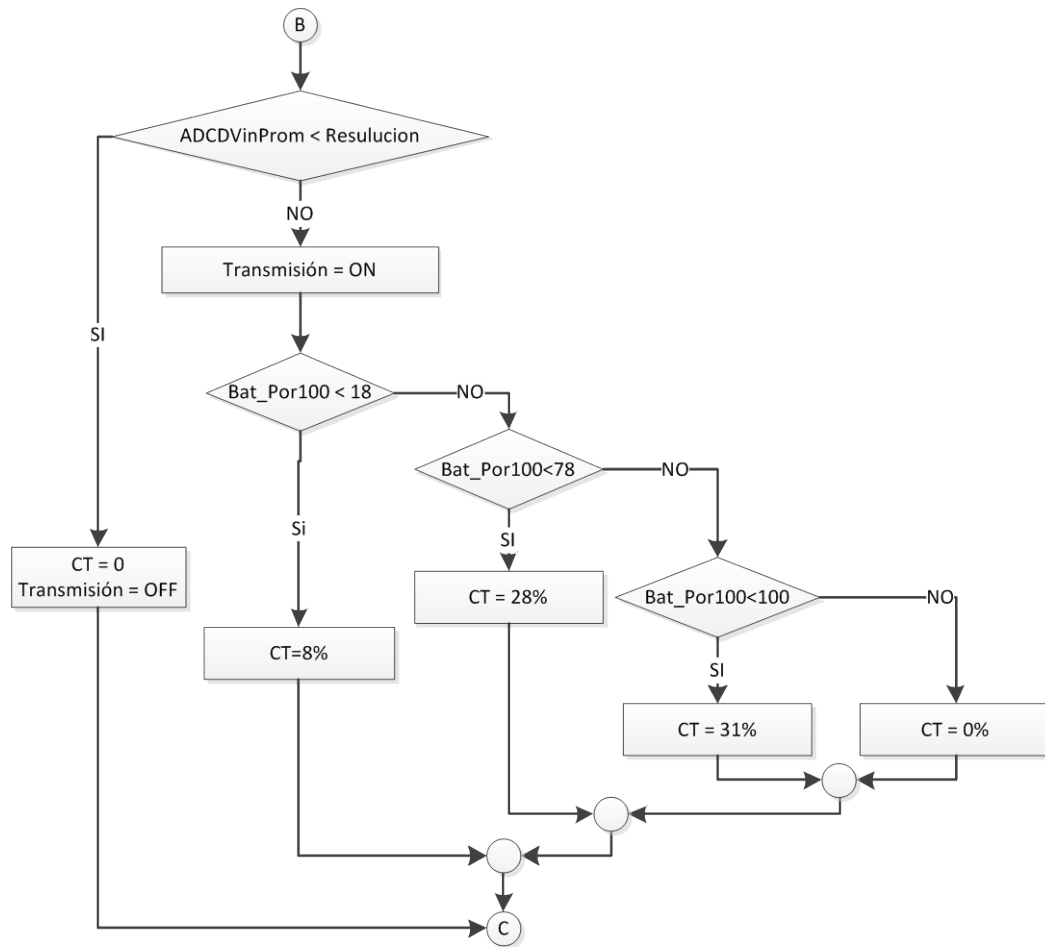 B
ADCDVinProm < Resulucion
NO
Transmisión = ON
SI
Bat_Por100 < 18
NO
Bat_Por100<78
NO
Si
SI
CT = 0
Transmisión = OFF
CT = 28%
Bat_Por100<100
NO
CT=8%
SI
CT = 31%
CT = 0%
C